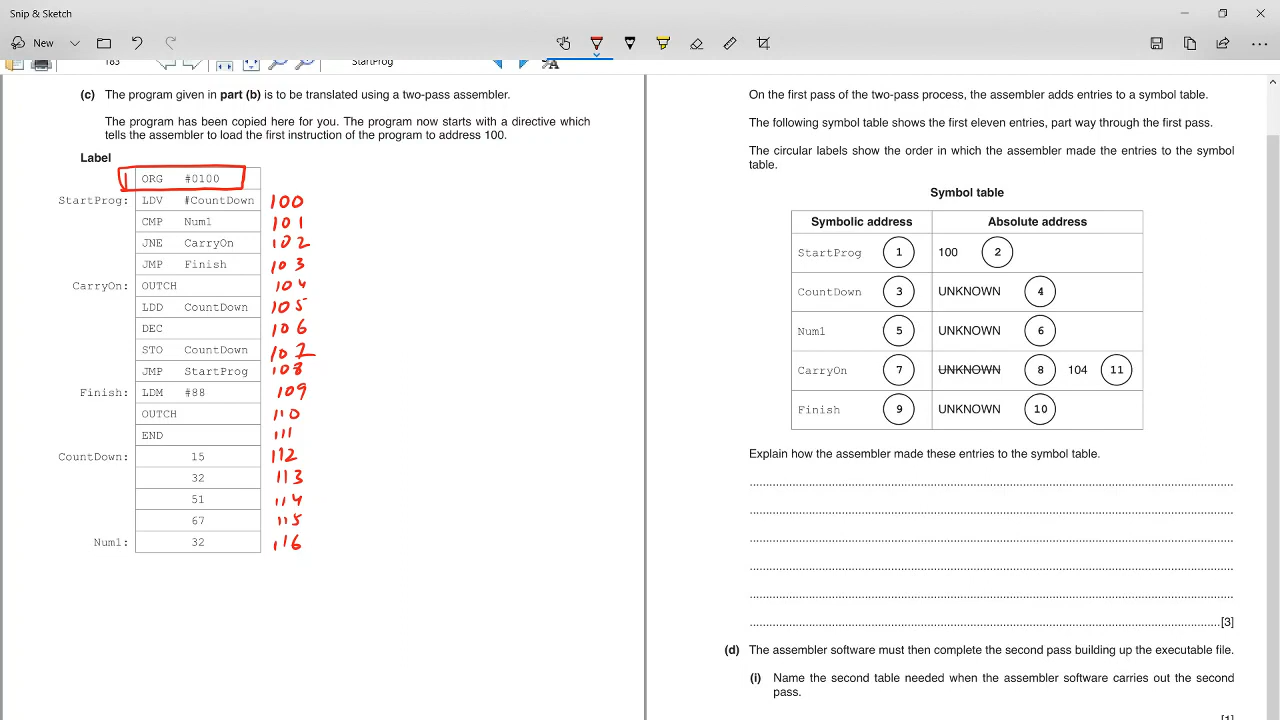 Snip & Sketch
New
183
StartProg
(c) The program given in part (b) is to be translated using a two-pass assembler.
The program has been copied here for you. The program now starts with a directive which
tells the assembler to load the first instruction of the program to address 100.
Label
ORG #0100
StartProg: LDV #CountDown 100
CMP Num1 101
JNE CarryOn 102
JMP Finish 103
CarryOn: OUTCH 104
LDD CountDown 105
DEC 106
STO CountDown 107
JMP StartProg 108
Finish: LDM #88 109
OUTCH 110
END 111
CountDown: 15 112
32 113
51 114
67 115
Num1: 32 116
On the first pass of the two-pass process, the assembler adds entries to a symbol table.
The following symbol table shows the first eleven entries, part way through the first pass.
The circular labels show the order in which the assembler made the entries to the symbol
table.
Symbol table
Symbolic address Absolute address
StartProg 1 100 2
CountDown 3 UNKNOWN 4
Num1 5 UNKNOWN 6
CarryOn 7 UNKNOWN 8 104 11
Finish 9 UNKNOWN 10
Explain how the assembler made these entries to the symbol table.
[3]
(d) The assembler software must then complete the second pass building up the executable file.
(i) Name the second table needed when the assembler software carries out the second
pass.